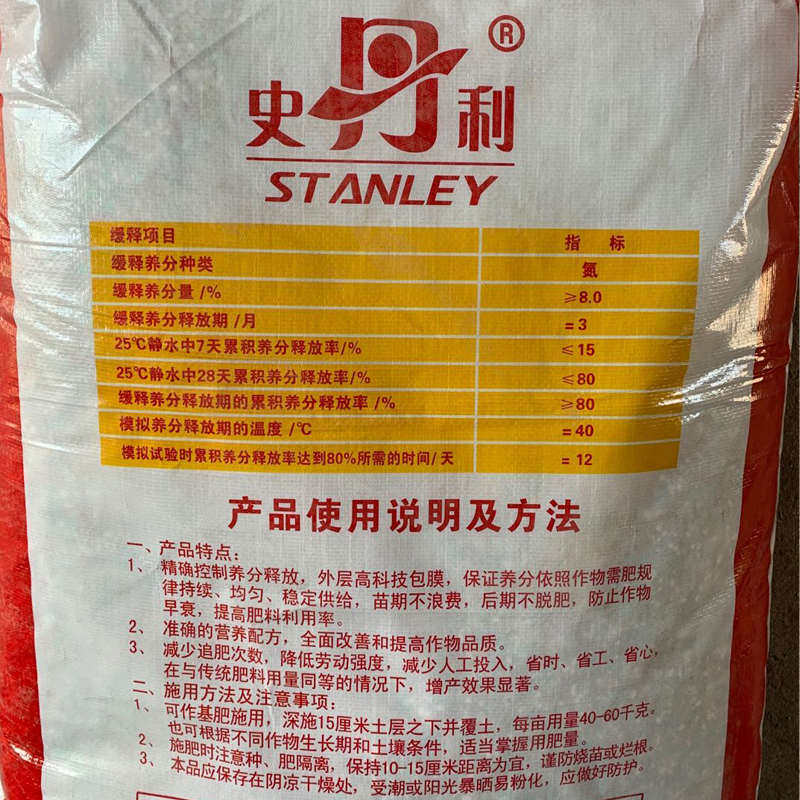 史丹利®
STANLEY
缓释项目 指 标
缓释养分种类 氮
缓释养分量/% ≥8.0
缓释养分释放期/月 =3
25℃静水中7天累积养分释放率/% ≤15
25℃静水中28天累积养分释放率/% ≤80
缓释养分释放期的累积养分释放率/% ≥80
模拟养分释放期的温度/℃ =40
模拟试验时累积养分释放率达到80%所需的时间/天 =12
产品使用说明及方法
一、产品特点：
1、精确控制养分释放，外层高科技包膜，保证养分依照作物需肥规
律持续、均匀、稳定供给，苗期不浪费，后期不脱肥，防止作物
早衰，提高肥料利用率。
2、准确的营养配方，全面改善和提高作物品质。
3、减少追肥次数，降低劳动强度，减少人工投入，省时、省工、省心，
在与传统肥料用量同等的情况下，增产效果显著。
二、施用方法及注意事项：
1、可作基肥施用，深施15厘米土层之下并覆土，每亩用量40-60千克。
也可根据不同作物生长期和土壤条件，适当掌握用肥量。
2、施肥时注意种、肥隔离，保持10-15厘米距离为宜，谨防烧苗或烂根。
3、本品应保存在阴凉干燥处，受潮或阳光暴晒易粉化，应做好防护。